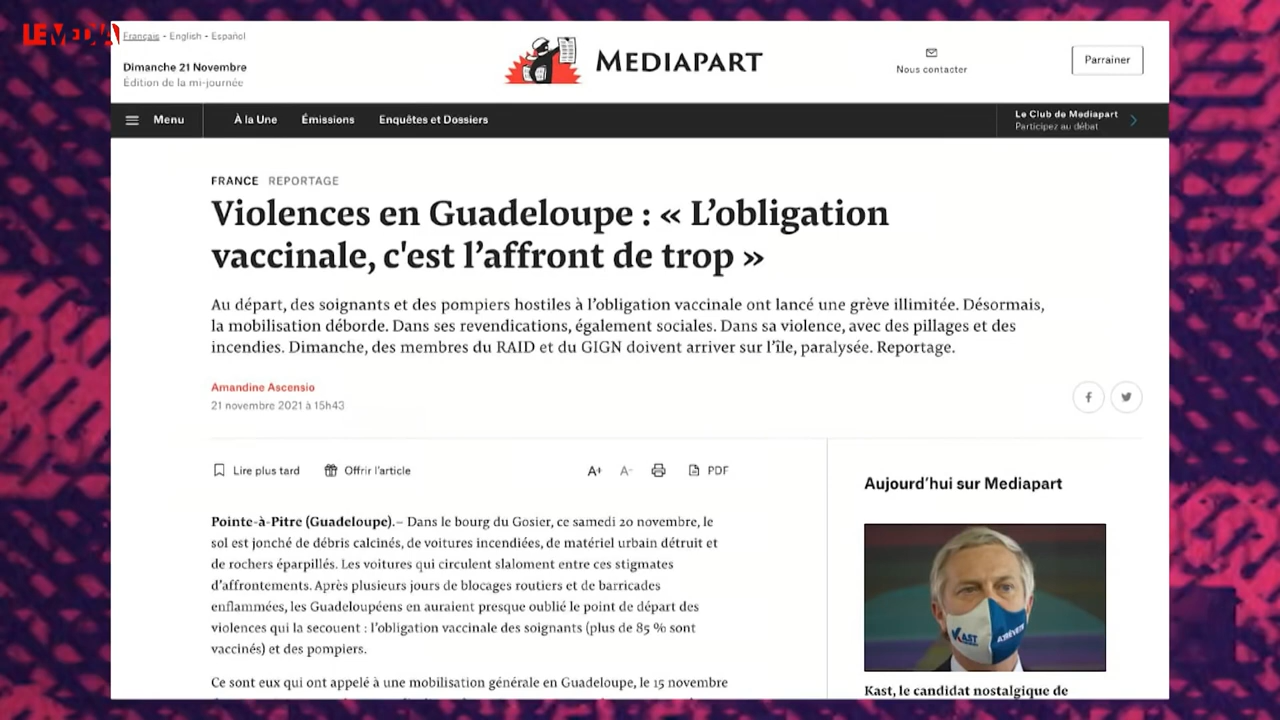 LEMEDIA
Français - English - Español
Dimanche 21 Novembre
Édition de la mi-journée
MEDIAPART
Nous contacter
Parrainer
Menu
À la Une
Émissions
Enquêtes et Dossiers
Le Club de Mediapart
Participez au débat
FRANCE REPORTAGE
Violences en Guadeloupe : « L’obligation
vaccinale, c'est l’affront de trop »
Au départ, des soignants et des pompiers hostiles à l’obligation vaccinale ont lancé une grève illimitée. Désormais,
la mobilisation déborde. Dans ses revendications, également sociales. Dans sa violence, avec des pillages et des
incendies. Dimanche, des membres du RAID et du GIGN doivent arriver sur l’île, paralysée. Reportage.
Amandine Ascensio
21 novembre 2021 à 15h43
Lire plus tard
Offrir l’article
A+
A-
PDF
Pointe-à-Pitre (Guadeloupe).– Dans le bourg du Gosier, ce samedi 20 novembre, le
sol est jonché de débris calcinés, de voitures incendiées, de matériel urbain détruit et
de rochers éparpillés. Les voitures qui circulent slaloment entre ces stigmates
d’affrontements. Après plusieurs jours de blocages routiers et de barricades
enflammées, les Guadeloupéens en auraient presque oublié le point de départ des
violences qui la secouent : l’obligation vaccinale des soignants (plus de 85 % sont
vaccinés) et des pompiers.
Ce sont eux qui ont appelé à une mobilisation générale en Guadeloupe, le 15 novembre
Aujourd’hui sur Mediapart
KAST
ATRÉVETE
Kast, le candidat nostalgique de